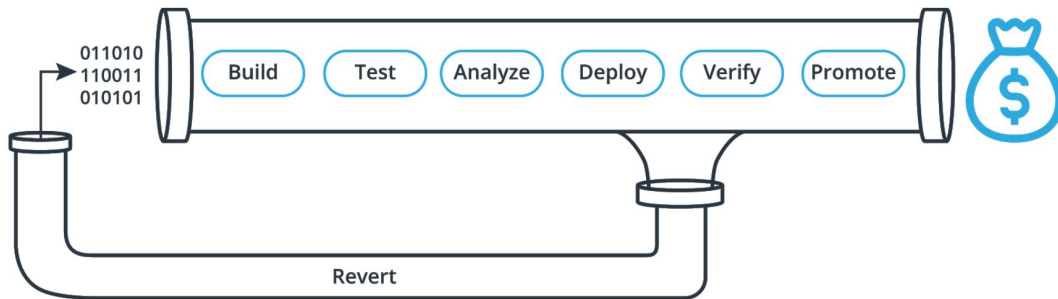 011010
110011
010101
Build Test Analyze Deploy Verify Promote
$
Revert